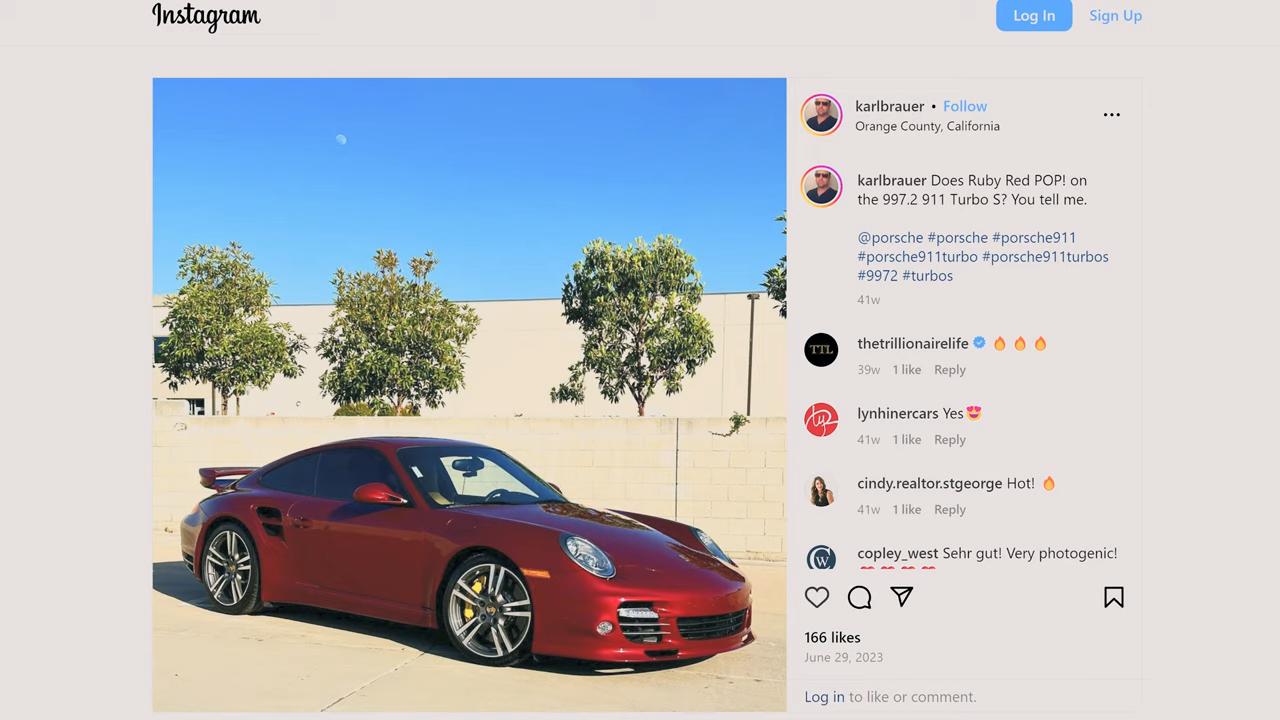 Instagram
Log In
Sign Up
karlbrauer • Follow
Orange County, California
karlbrauer Does Ruby Red POP! on
the 997.2 911 Turbo S? You tell me.
@porsche #porsche #porsche911
#porsche911turbo #porsche911turbos
#9972 #turbos
41w
TTL
thetrillionairelife
39w 1 like Reply
lynhinercars Yes😍
41w 1 like Reply
cindy.realtor.stgeorge Hot! 🔥
41w 1 like Reply
copley_west Sehr gut! Very photogenic!
166 likes
June 29, 2023
Log in to like or comment.